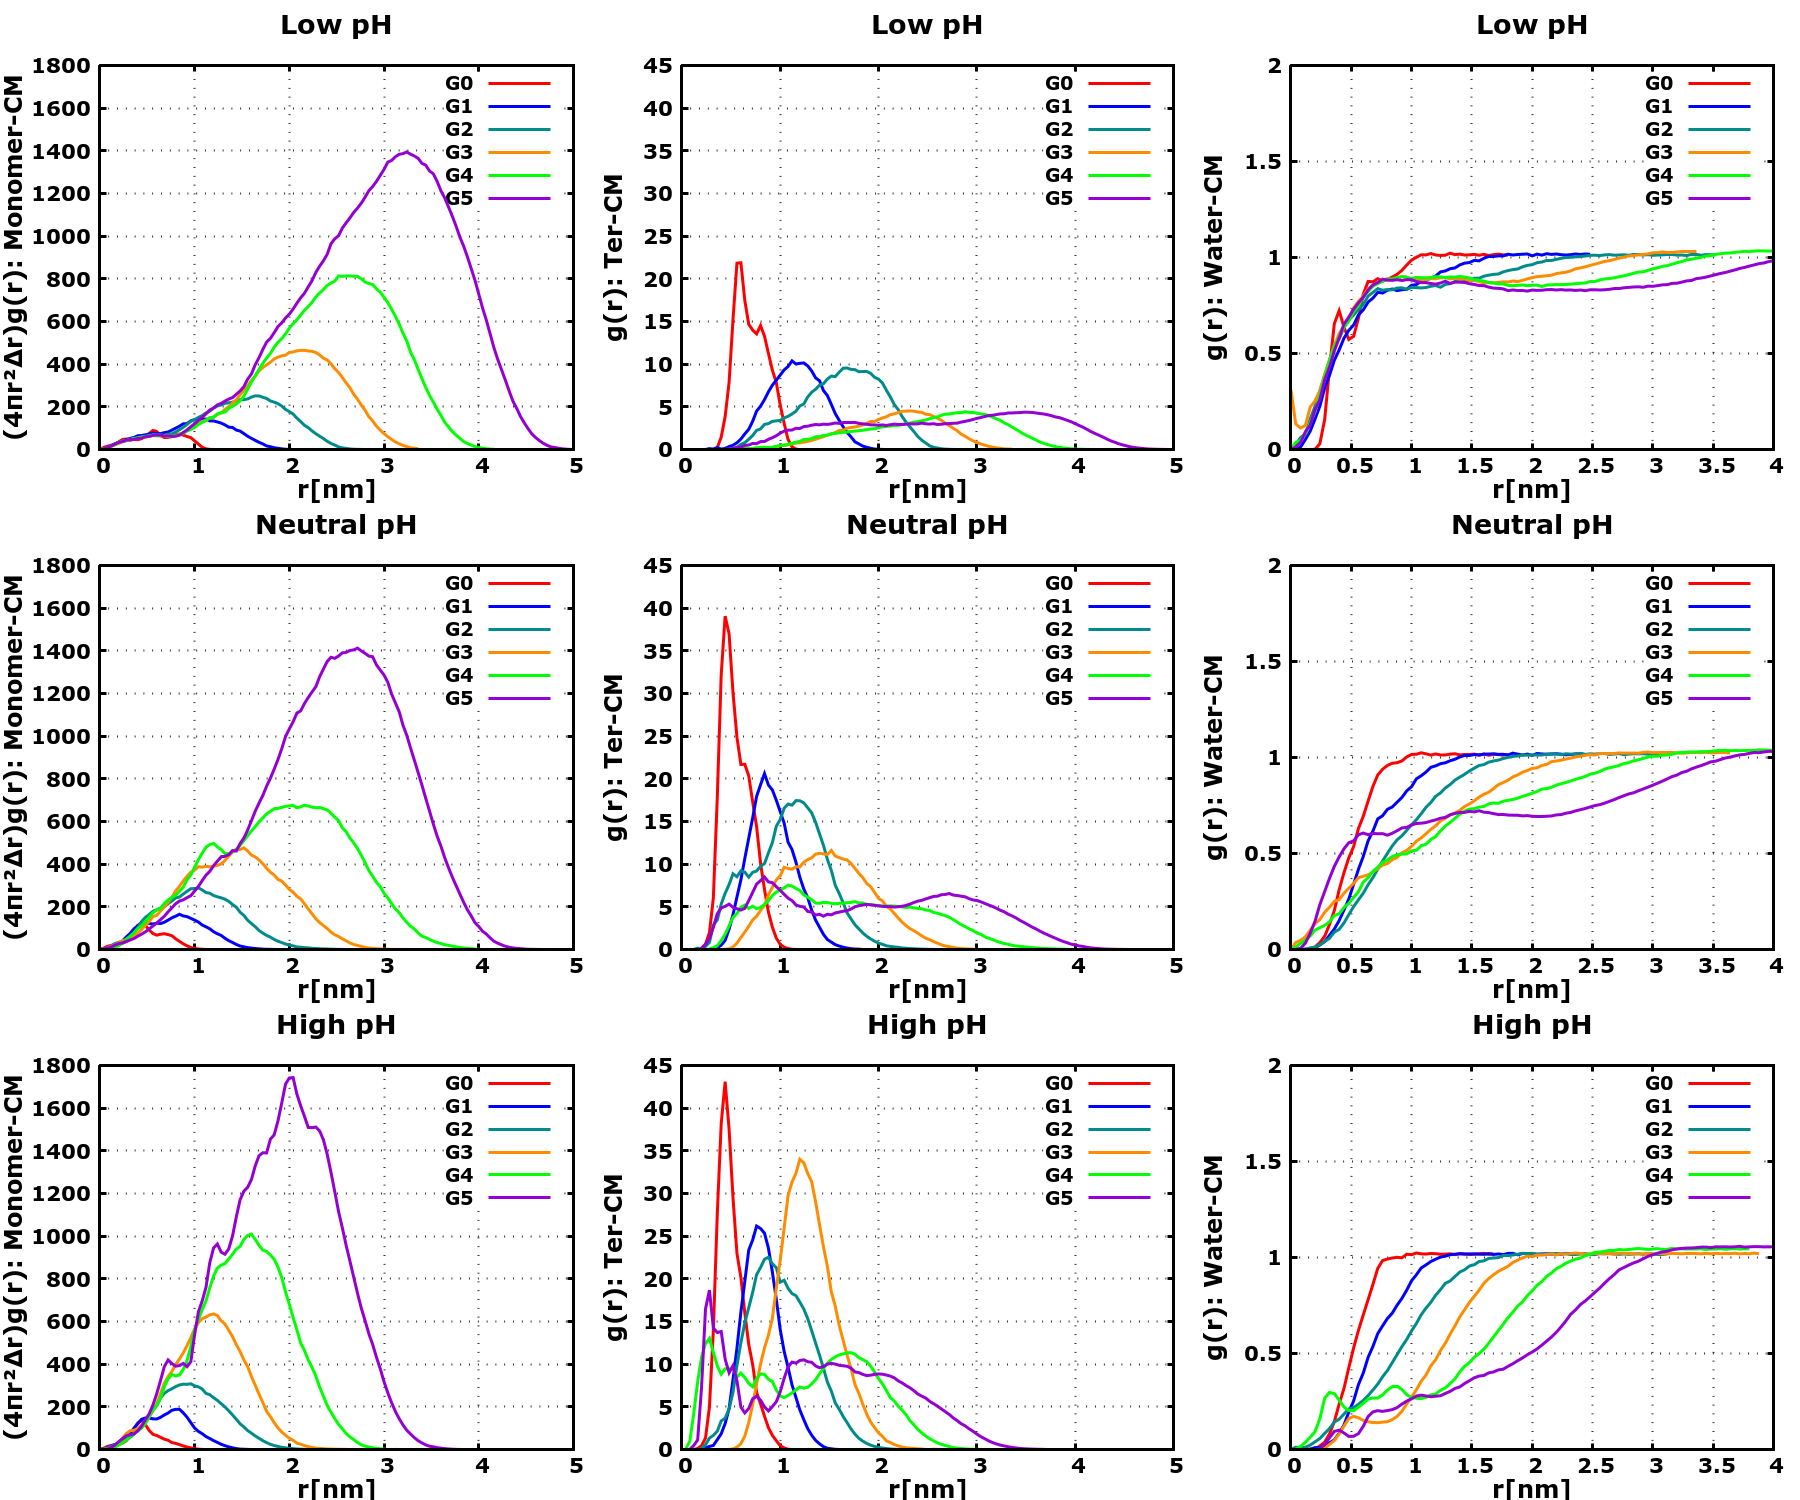 Low pH
Low pH
Low pH
(4πr²Δr)g(r): Monomer-CM
1800
1600
1400
1200
1000
800
600
400
200
0
0 1 2 3 4 5
r[nm]
G0
G1
G2
G3
G4
G5
g(r): Ter-CM
45
40
35
30
25
20
15
10
5
0
0 1 2 3 4 5
r[nm]
G0
G1
G2
G3
G4
G5
g(r): Water-CM
2
1.5
1
0.5
0
0 0.5 1 1.5 2 2.5 3 3.5 4
r[nm]
G0
G1
G2
G3
G4
G5
Neutral pH
Neutral pH
Neutral pH
(4πr²Δr)g(r): Monomer-CM
1800
1600
1400
1200
1000
800
600
400
200
0
0 1 2 3 4 5
r[nm]
G0
G1
G2
G3
G4
G5
g(r): Ter-CM
45
40
35
30
25
20
15
10
5
0
0 1 2 3 4 5
r[nm]
G0
G1
G2
G3
G4
G5
g(r): Water-CM
2
1.5
1
0.5
0
0 0.5 1 1.5 2 2.5 3 3.5 4
r[nm]
G0
G1
G2
G3
G4
G5
High pH
High pH
High pH
(4πr²Δr)g(r): Monomer-CM
1800
1600
1400
1200
1000
800
600
400
200
0
0 1 2 3 4 5
r[nm]
G0
G1
G2
G3
G4
G5
g(r): Ter-CM
45
40
35
30
25
20
15
10
5
0
0 1 2 3 4 5
r[nm]
G0
G1
G2
G3
G4
G5
g(r): Water-CM
2
1.5
1
0.5
0
0 0.5 1 1.5 2 2.5 3 3.5 4
r[nm]
G0
G1
G2
G3
G4
G5